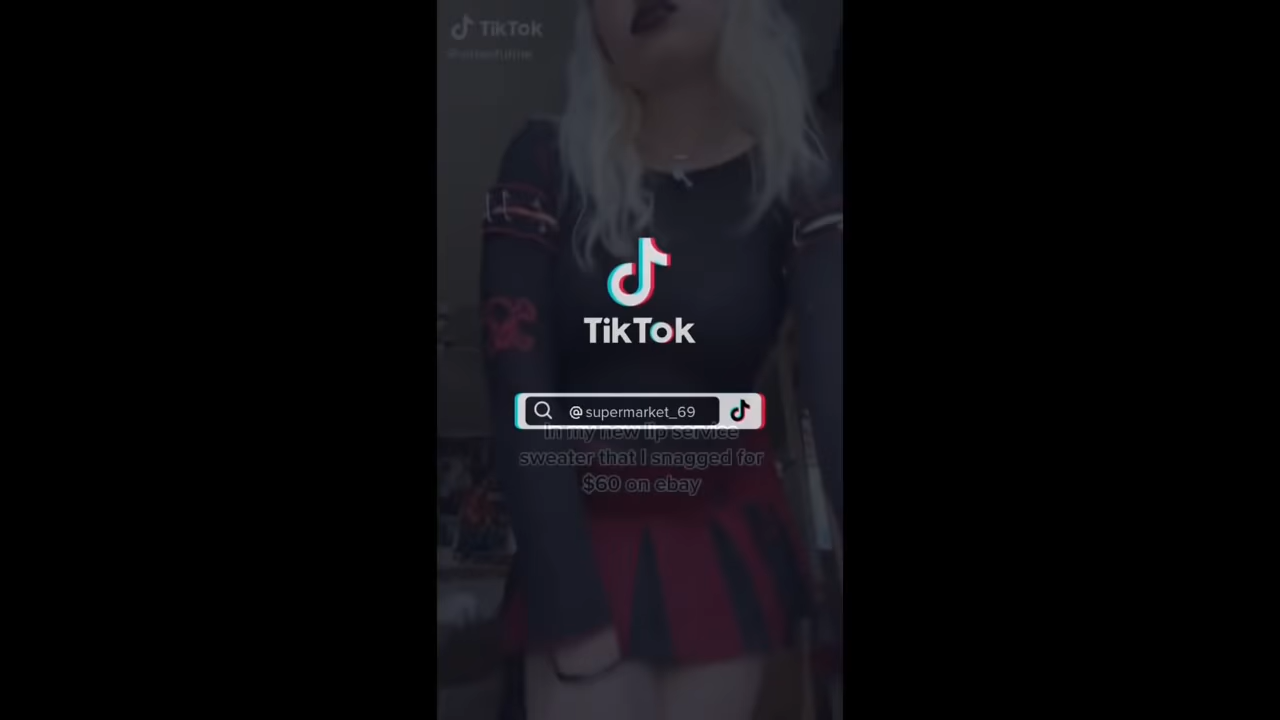 TikTok
TikTok
@supermarket_69
in my new lip service
sweater that I snagged for
$60 on ebay